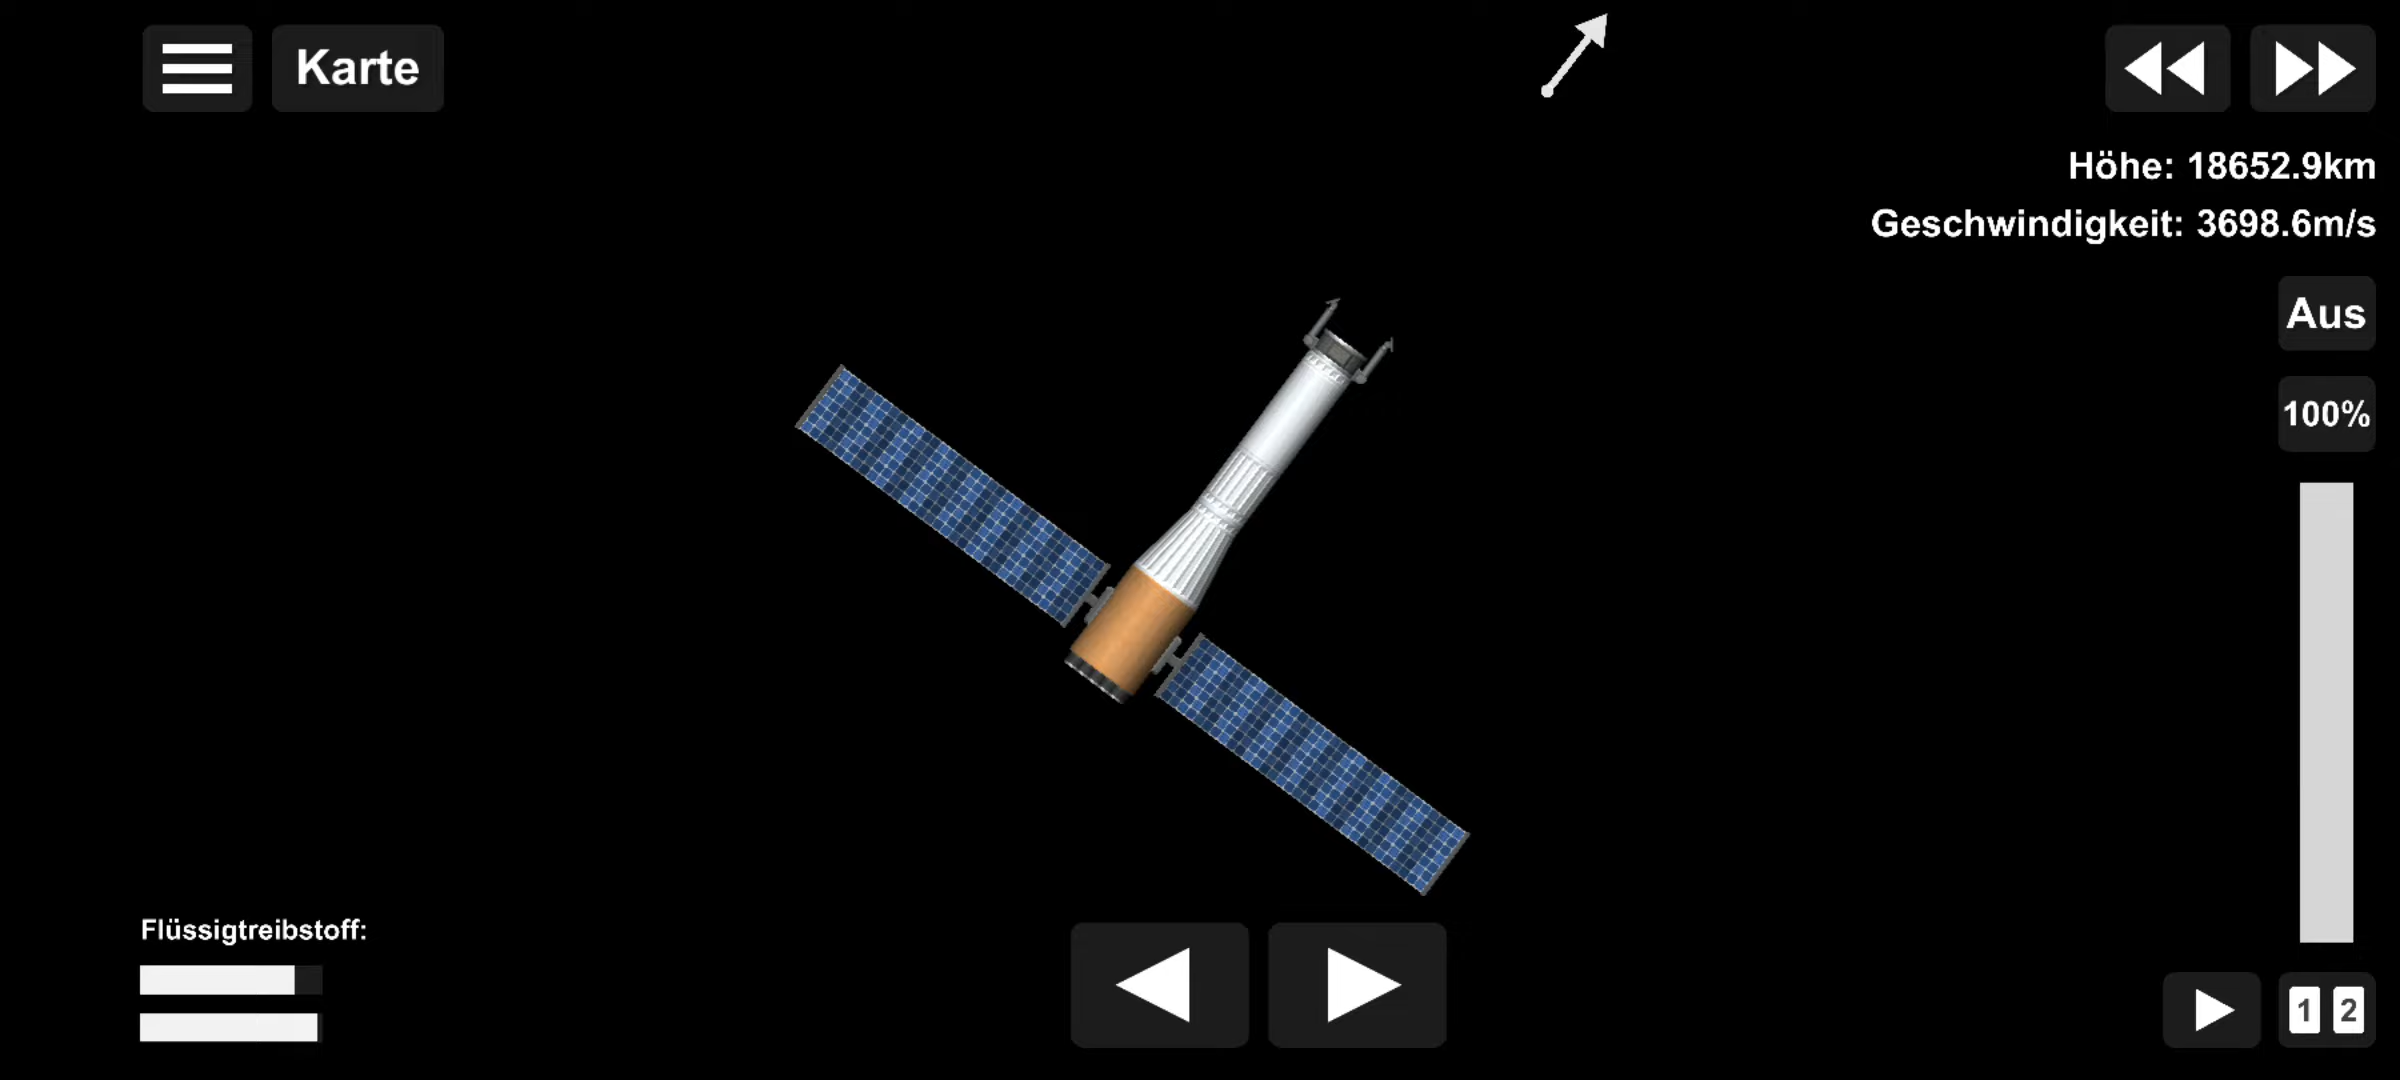 Karte
Höhe: 18652.9km
Geschwindigkeit: 3698.6m/s
Aus
100%
Flüssigtreibstoff:
1 2